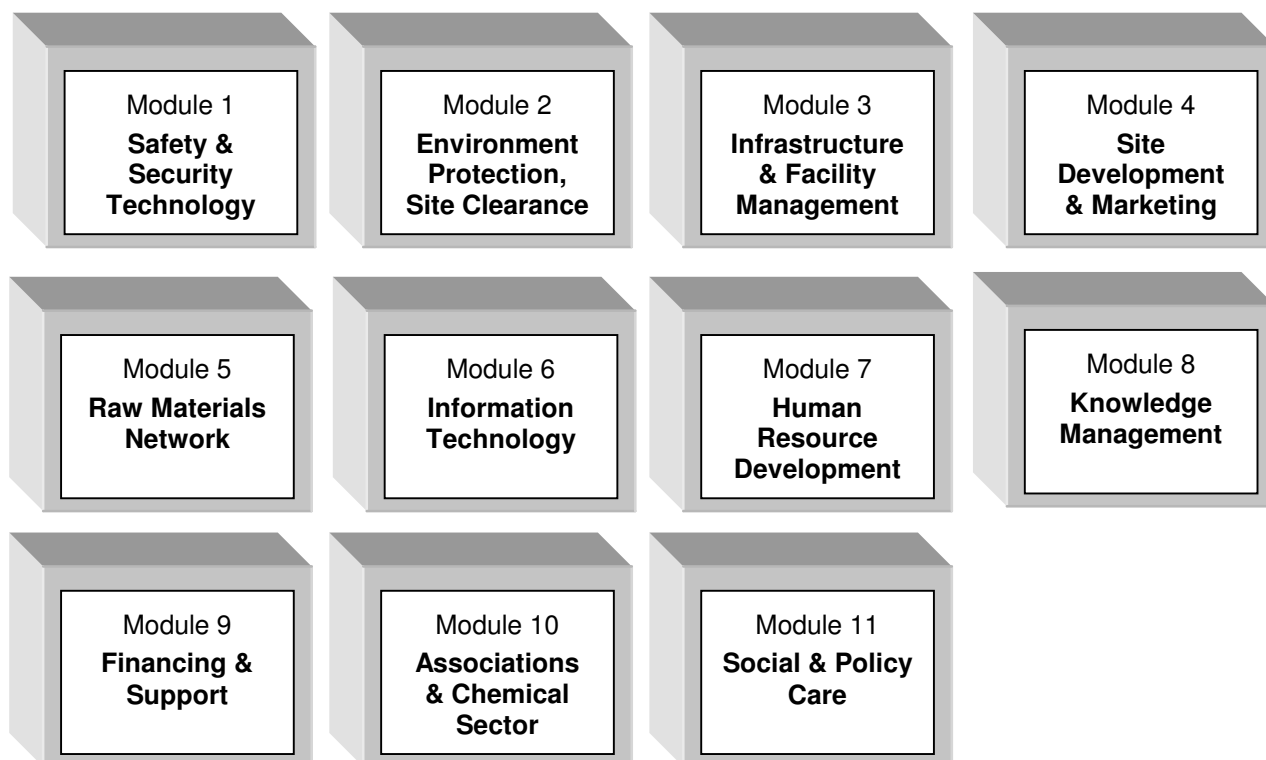 Module 1
Safety &
Security
Technology
Module 2
Environment
Protection,
Site Clearance
Module 3
Infrastructure
& Facility
Management
Module 4
Site
Development
& Marketing
Module 5
Raw Materials
Network
Module 6
Information
Technology
Module 7
Human
Resource
Development
Module 8
Knowledge
Management
Module 9
Financing &
Support
Module 10
Associations
& Chemical
Sector
Module 11
Social & Policy
Care